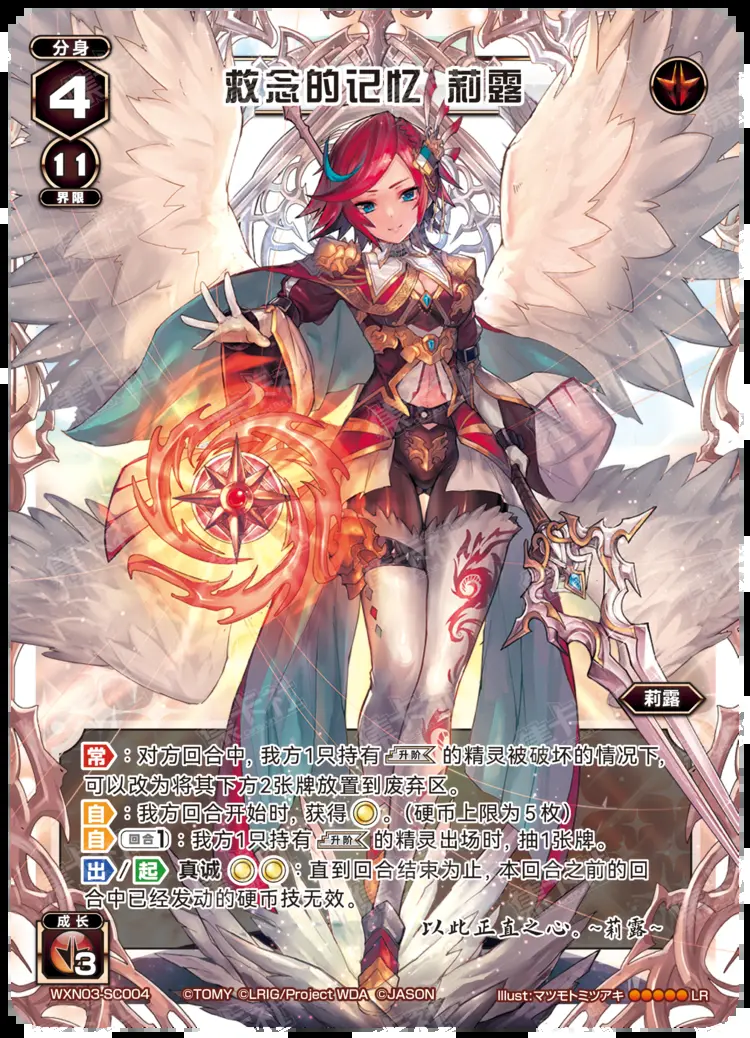 分身
4
救念的记忆 莉露
11
界限
莉露
常：对方回合中，我方1只持有 升阶 的精灵被破坏的情况下，
可以改为将其下方2张牌放置到废弃区。
自：我方回合开始时，获得 。（硬币上限为5枚）
自 回合1：我方1只持有 升阶 的精灵出场时，抽1张牌。
出/起 真诚 ：直到回合结束为止，本回合之前的回
合中已经发动的硬币技无效。
以此正直之心。~莉露~
成长
3
WXN03-SC004 ©TOMY ©LRIG/Project WDA ©JASON Illust:マツモトミツアキ LR